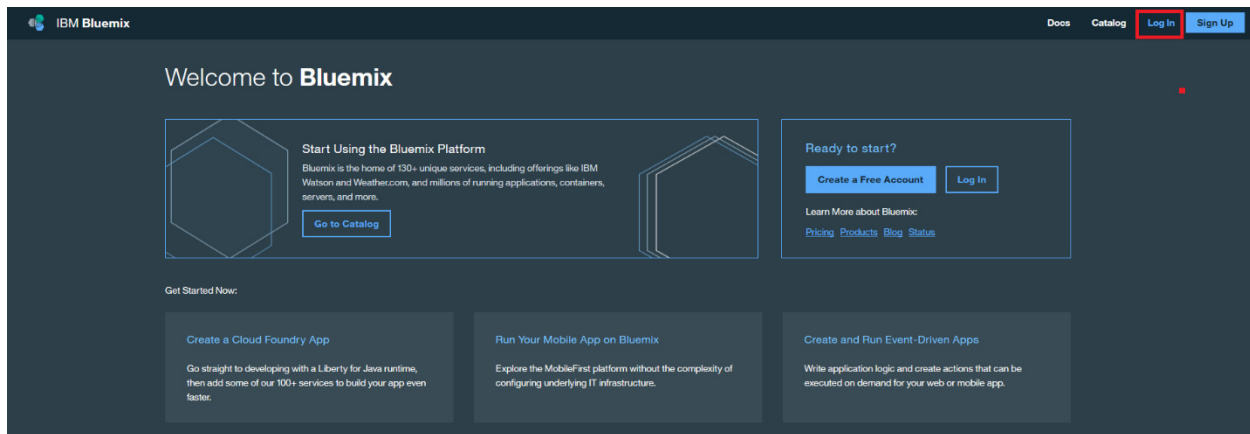 IBM Bluemix
Docs
Catalog
Log In
Sign Up
Welcome to Bluemix
Start Using the Bluemix Platform
Bluemix is the home of 130+ unique services, including offerings like IBM
Watson and Weather.com, and millions of running applications, containers,
servers, and more.
Go to Catalog
Ready to start?
Create a Free Account
Log In
Learn More about Bluemix:
Pricing Products Blog Status
Get Started Now:
Create a Cloud Foundry App
Go straight to developing with a Liberty for Java runtime,
then add some of our 100+ services to build your app even
faster.
Run Your Mobile App on Bluemix
Explore the MobileFirst platform without the complexity of
configuring underlying IT infrastructure.
Create and Run Event-Driven Apps
Write application logic and create actions that can be
executed on demand for your web or mobile app.